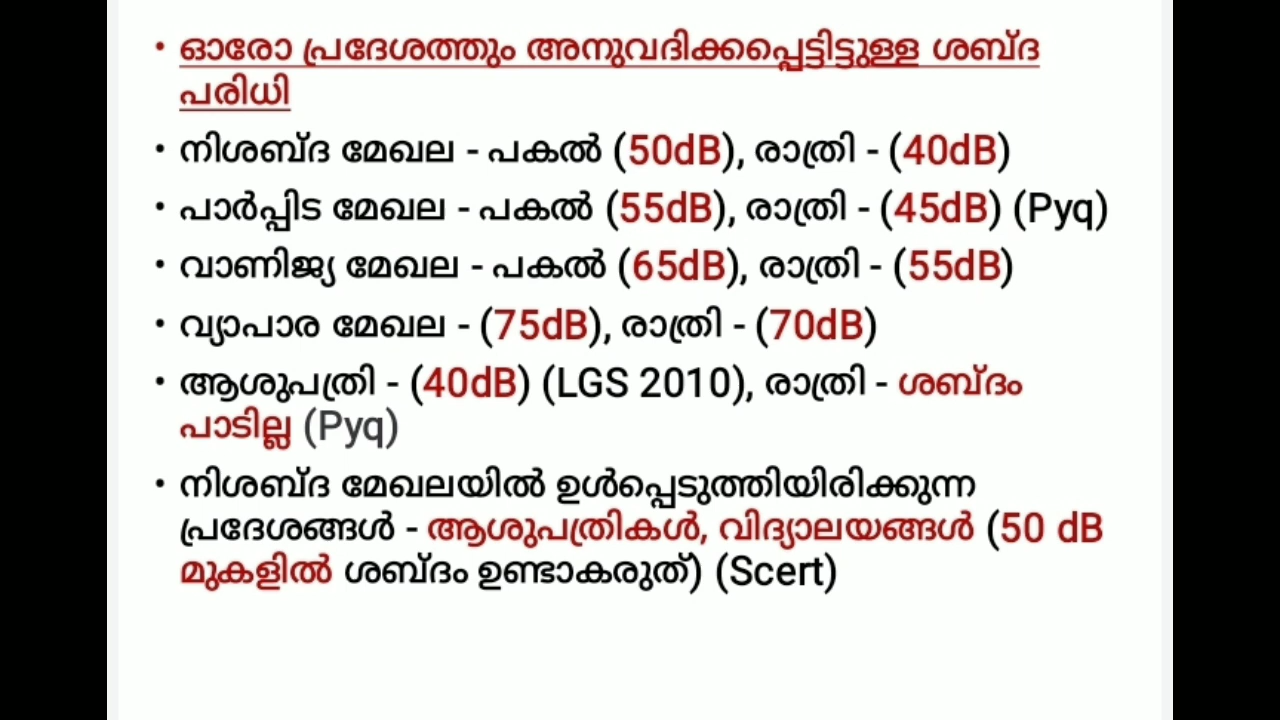 • ഓരോ പ്രദേശത്തും അനുവദിക്കപ്പെട്ടിട്ടുള്ള ശബ്ദ
പരിധി
• നിശബ്ദ മേഖല - പകൽ (50dB), രാത്രി - (40dB)
• പാർപ്പിട മേഖല - പകൽ (55dB), രാത്രി - (45dB) (Pyq)
• വാണിജ്യ മേഖല - പകൽ (65dB), രാത്രി - (55dB)
• വ്യാപാര മേഖല - (75dB), രാത്രി - (70dB)
• ആശുപത്രി - (40dB) (LGS 2010), രാത്രി - ശബ്ദം
പാടില്ല (Pyq)
• നിശബ്ദ മേഖലയിൽ ഉൾപ്പെടുത്തിയിരിക്കുന്ന
പ്രദേശങ്ങൾ - ആശുപത്രികൾ, വിദ്യാലയങ്ങൾ (50 dB
മുകളിൽ ശബ്ദം ഉണ്ടാകരുത്) (Scert)